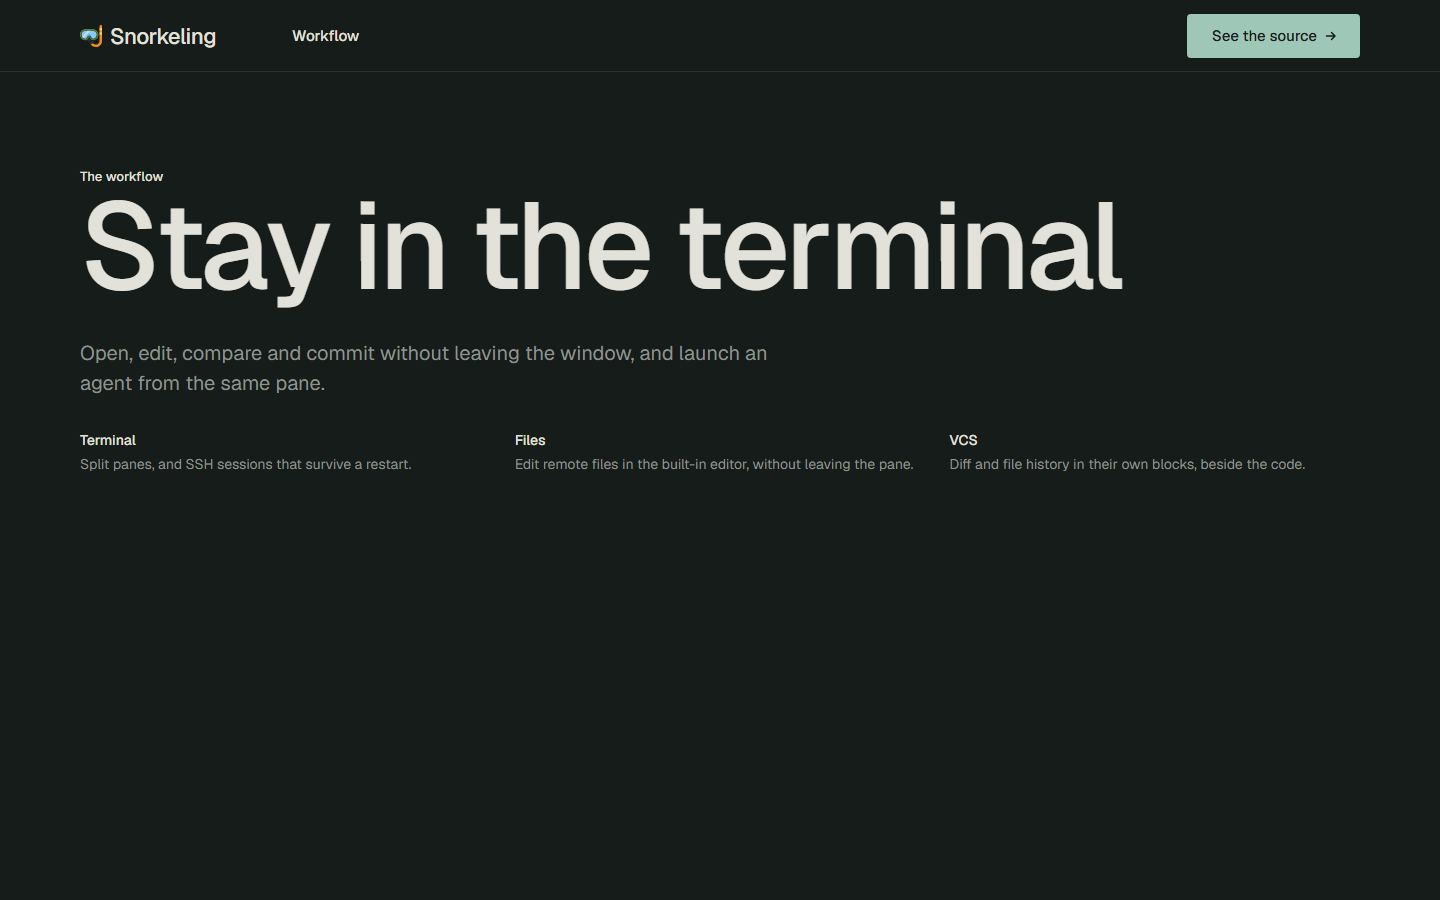 Snorkeling
Workflow
See the source →
The workflow
Stay in the terminal
Open, edit, compare and commit without leaving the window, and launch an
agent from the same pane.
Terminal
Split panes, and SSH sessions that survive a restart.
Files
Edit remote files in the built-in editor, without leaving the pane.
VCS
Diff and file history in their own blocks, beside the code.